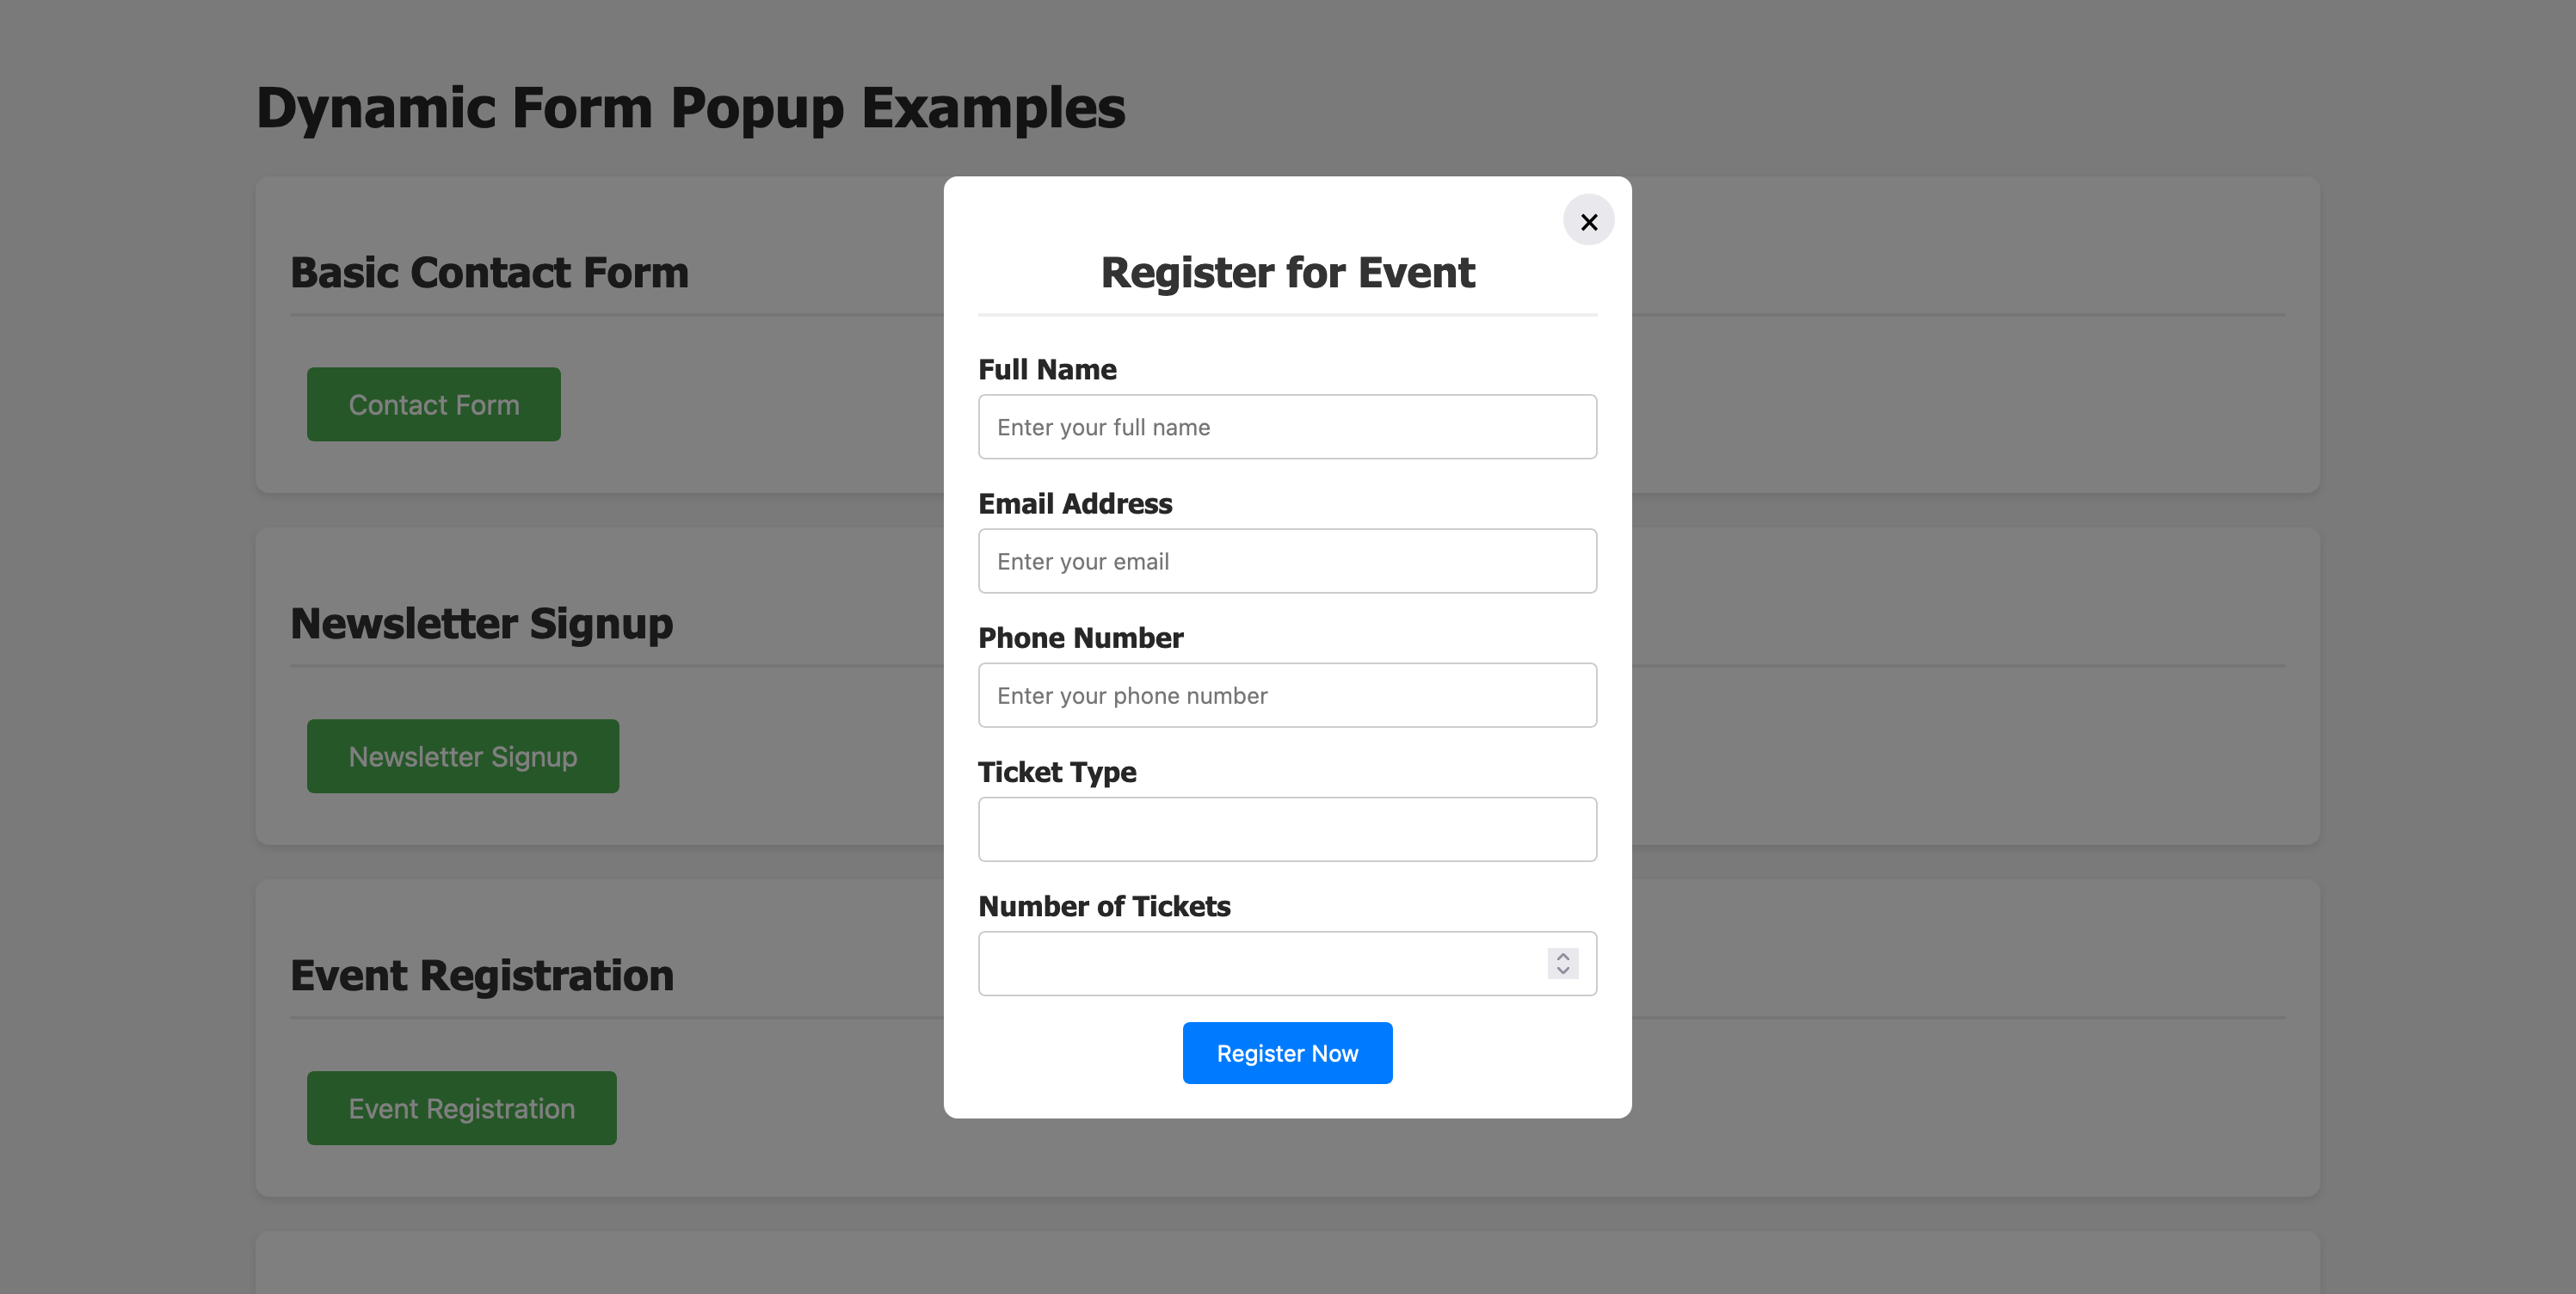 Dynamic Form Popup Examples
Basic Contact Form
Contact Form
Newsletter Signup
Newsletter Signup
Event Registration
Event Registration
×
Register for Event
Full Name
Enter your full name
Email Address
Enter your email
Phone Number
Enter your phone number
Ticket Type
Number of Tickets
Register Now